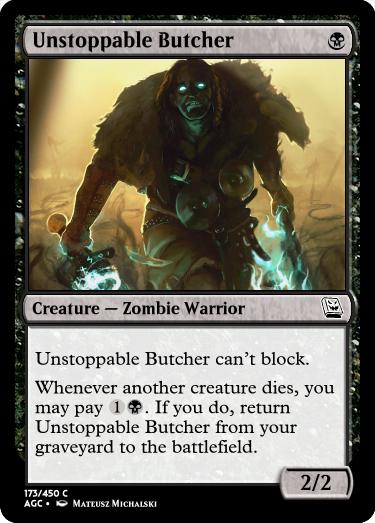 Unstoppable Butcher
Creature — Zombie Warrior
Unstoppable Butcher can't block.
Whenever another creature dies, you
may pay 1. If you do, return
Unstoppable Butcher from your
graveyard to the battlefield.
2/2
173/450 C
AGC • Mateusz Michalski